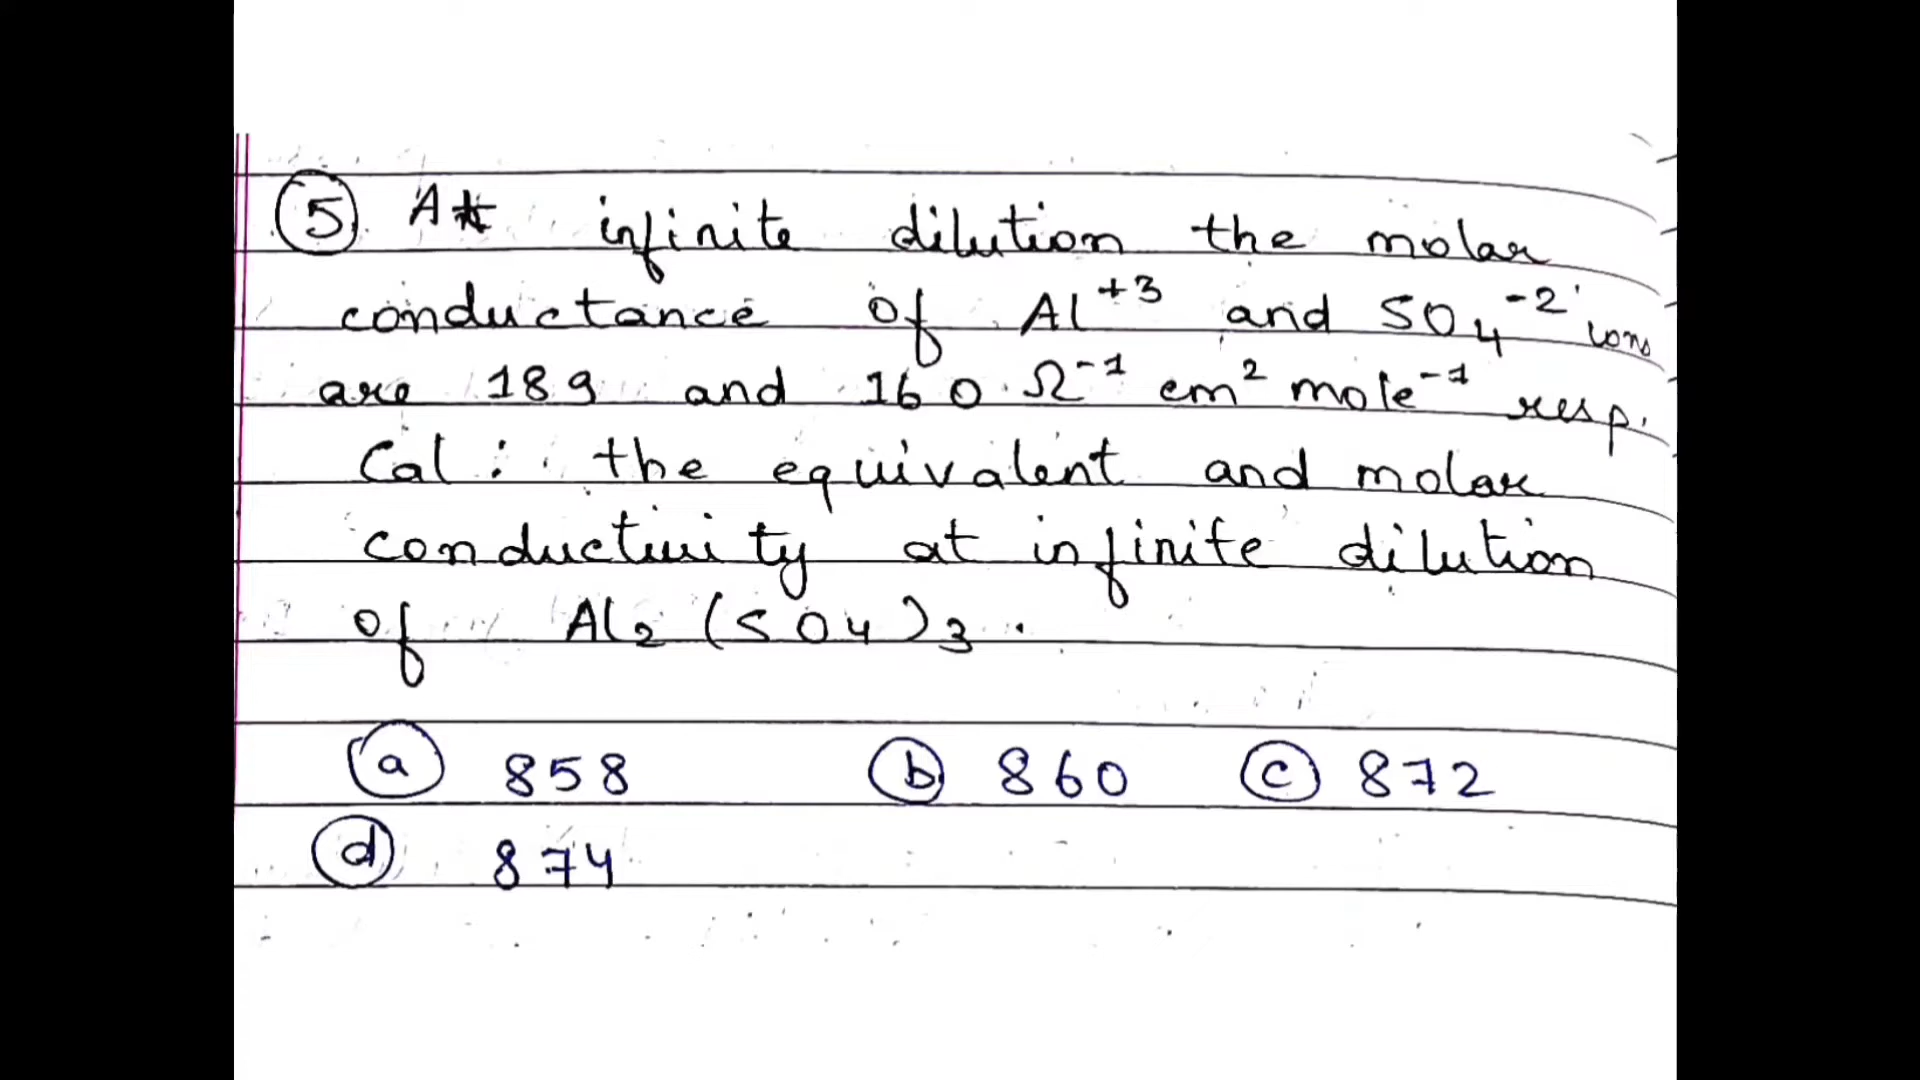 5 At infinite dilution the molar
conductance of Al⁺³ and SO₄⁻² ions
are 189 and 160 Ω⁻¹ cm² mole⁻¹ resp.
Cal : the equivalent and molar
conductivity at infinite dilution
of Al₂(SO₄)₃.
a 858 b 860 c 872
d 874